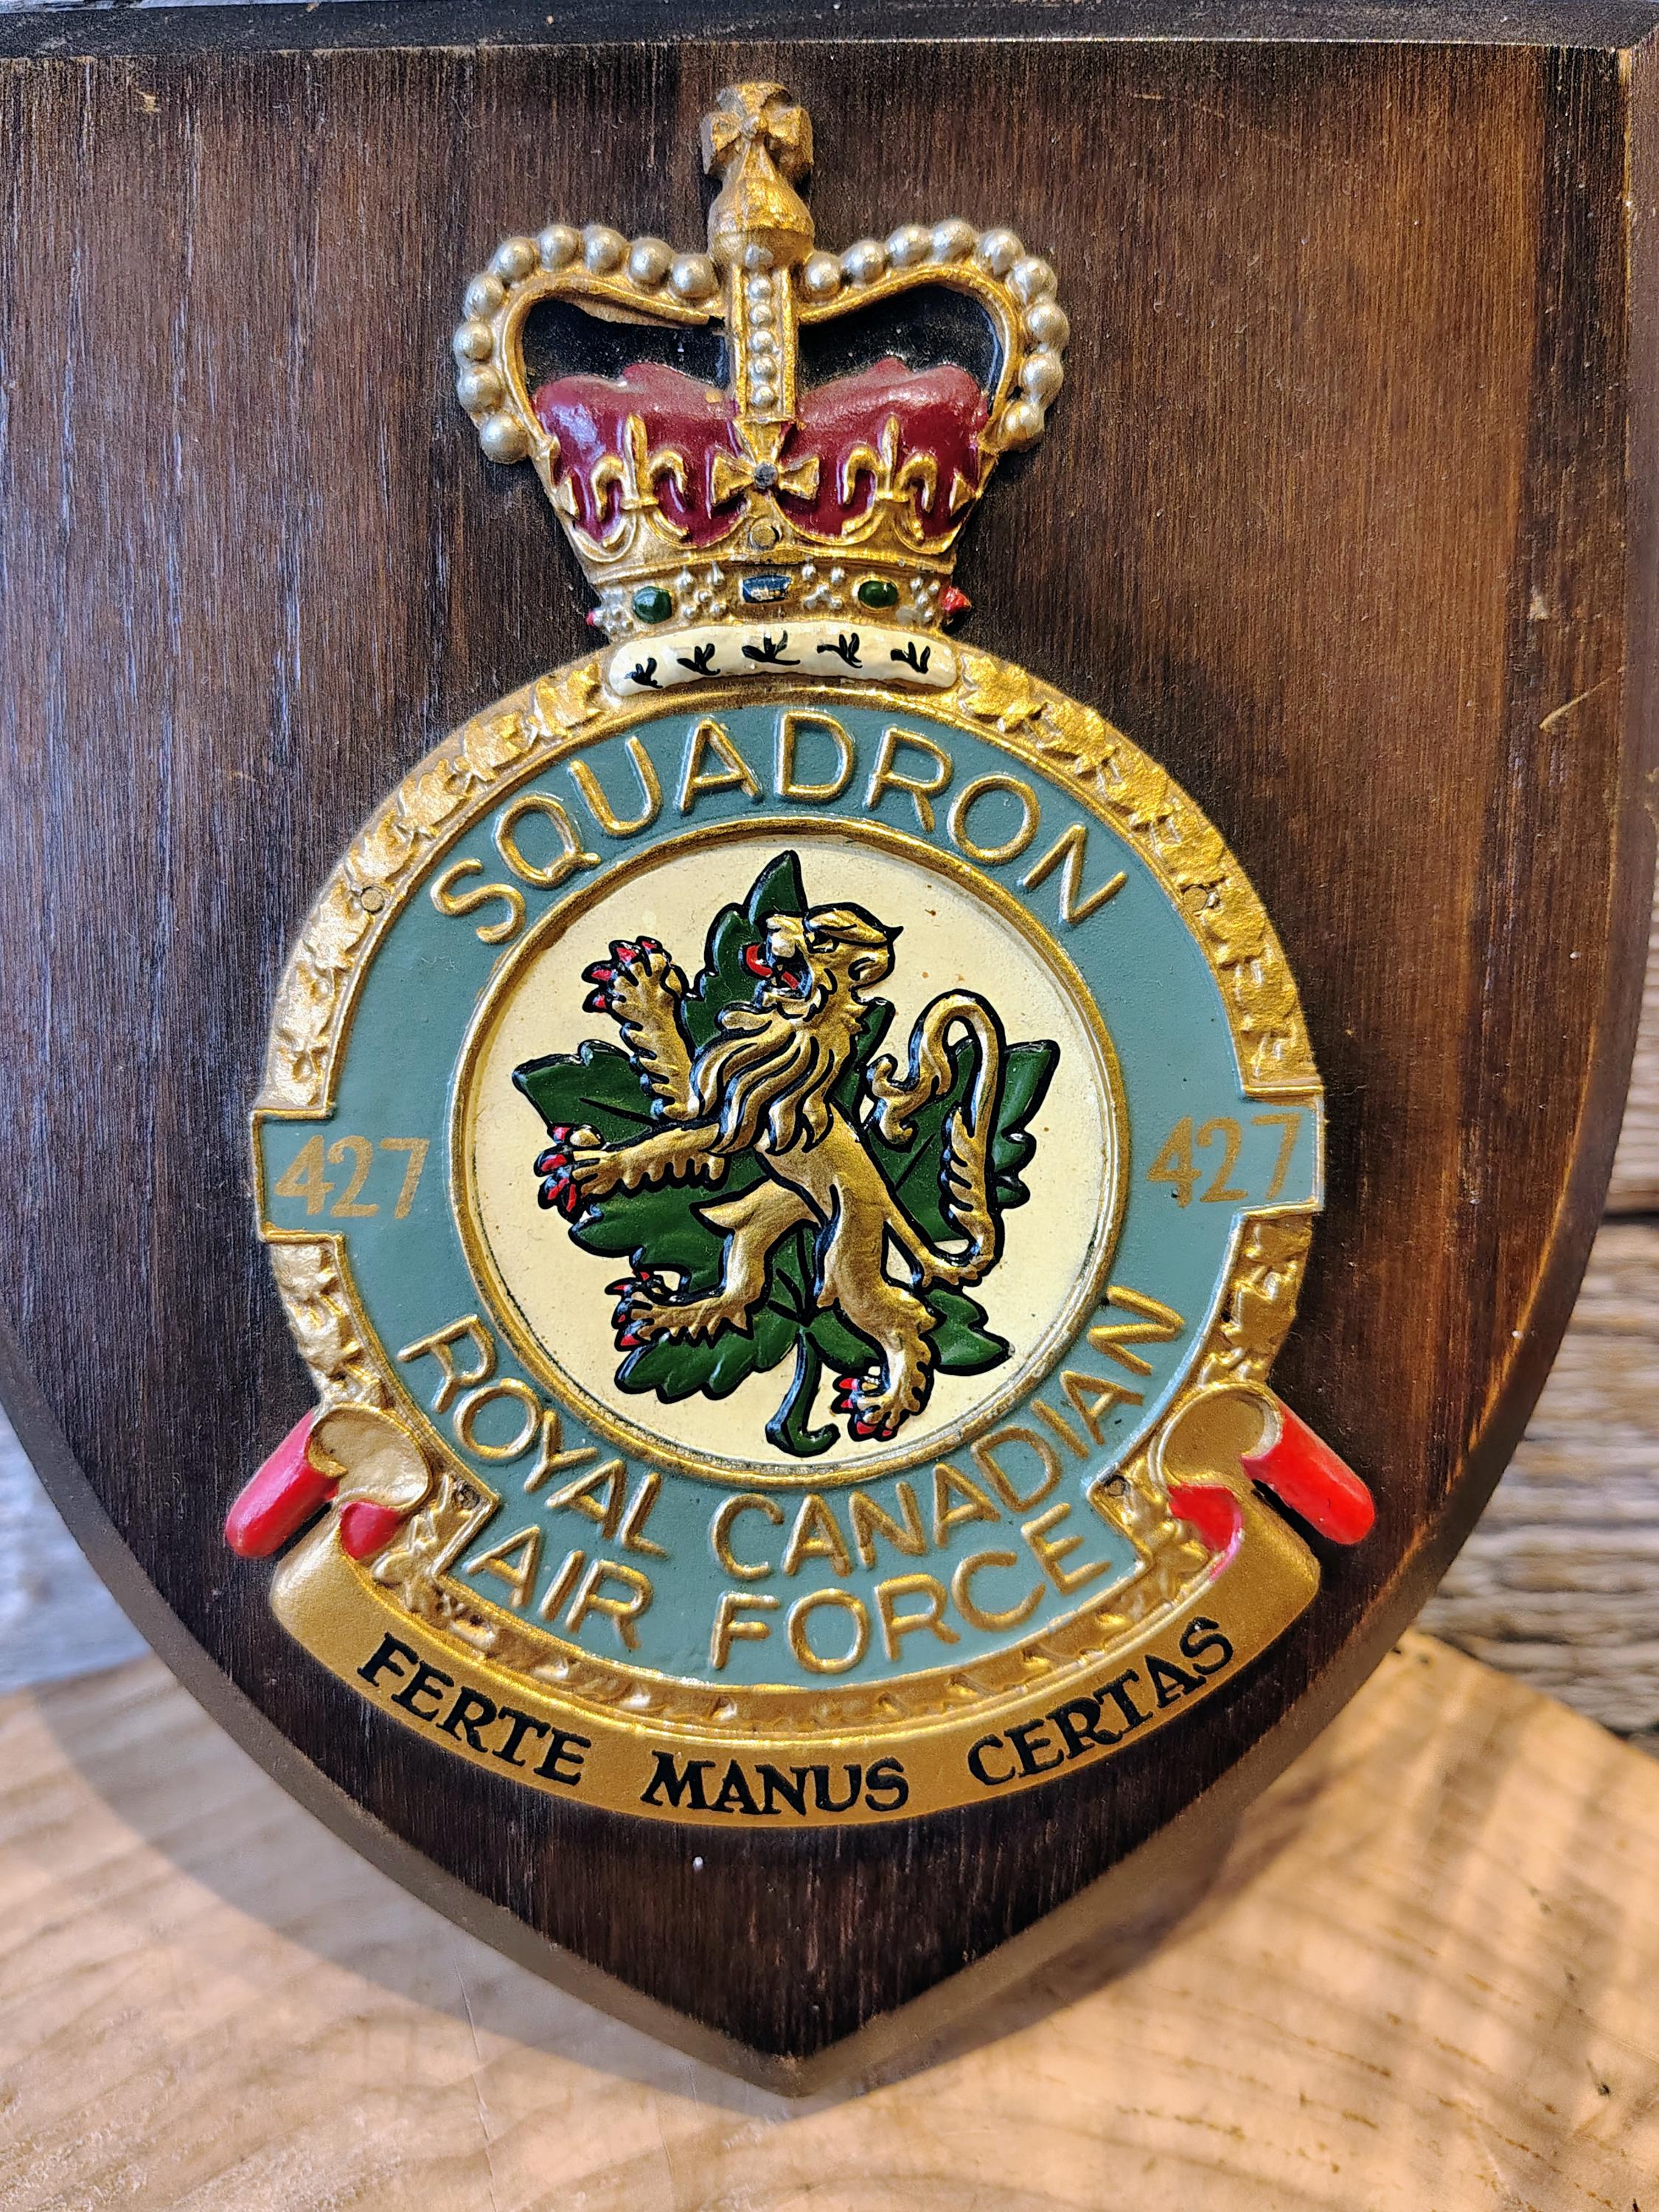 SQUADRON
427 427
ROYAL CANADIAN
AIR FORCE
FERTE MANUS CERTAS